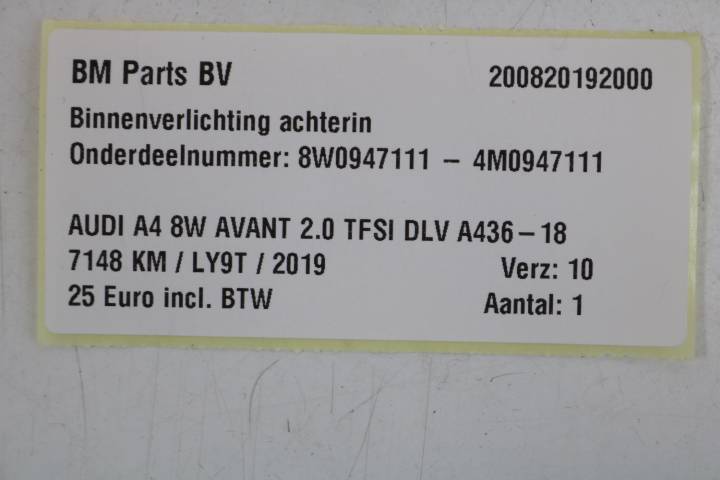 BM Parts BV 200820192000
Binnenverlichting achterin
Onderdeelnummer: 8W0947111 – 4M0947111
AUDI A4 8W AVANT 2.0 TFSI DLV A436–18
7148 KM / LY9T / 2019 Verz: 10
25 Euro incl. BTW Aantal: 1